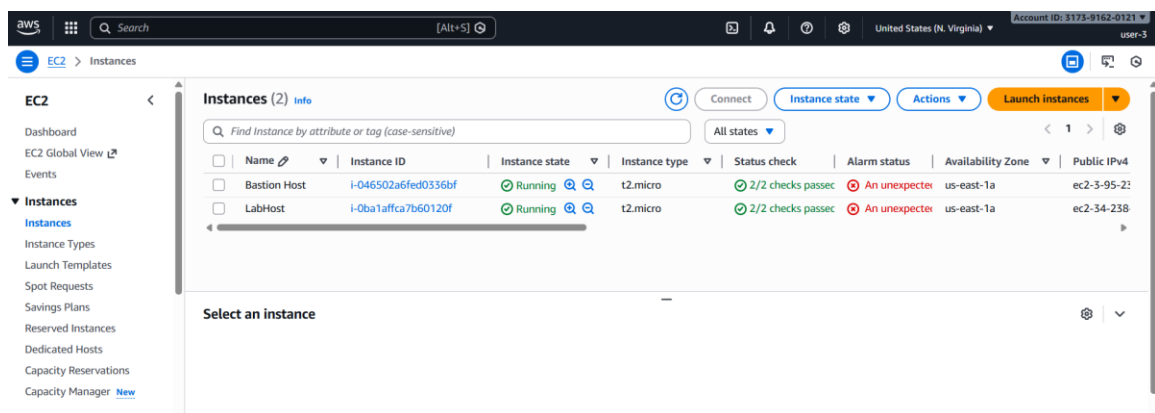 aws Search [Alt+S] United States (N. Virginia) Account ID: 3173-9162-0121
user-3
EC2 > Instances
EC2
Dashboard
EC2 Global View
Events
Instances
Instances
Instance Types
Launch Templates
Spot Requests
Savings Plans
Reserved Instances
Dedicated Hosts
Capacity Reservations
Capacity Manager New
Instances (2) Info Connect Instance state Actions Launch instances
Find Instance by attribute or tag (case-sensitive) All states 1
Name Instance ID Instance state Instance type Status check Alarm status Availability Zone Public IPv4
Bastion Host i-046502a6fed0336bf Running t2.micro 2/2 checks passec An unexpectec us-east-1a ec2-3-95-23
LabHost i-0ba1affca7b60120f Running t2.micro 2/2 checks passec An unexpectec us-east-1a ec2-34-238-
Select an instance